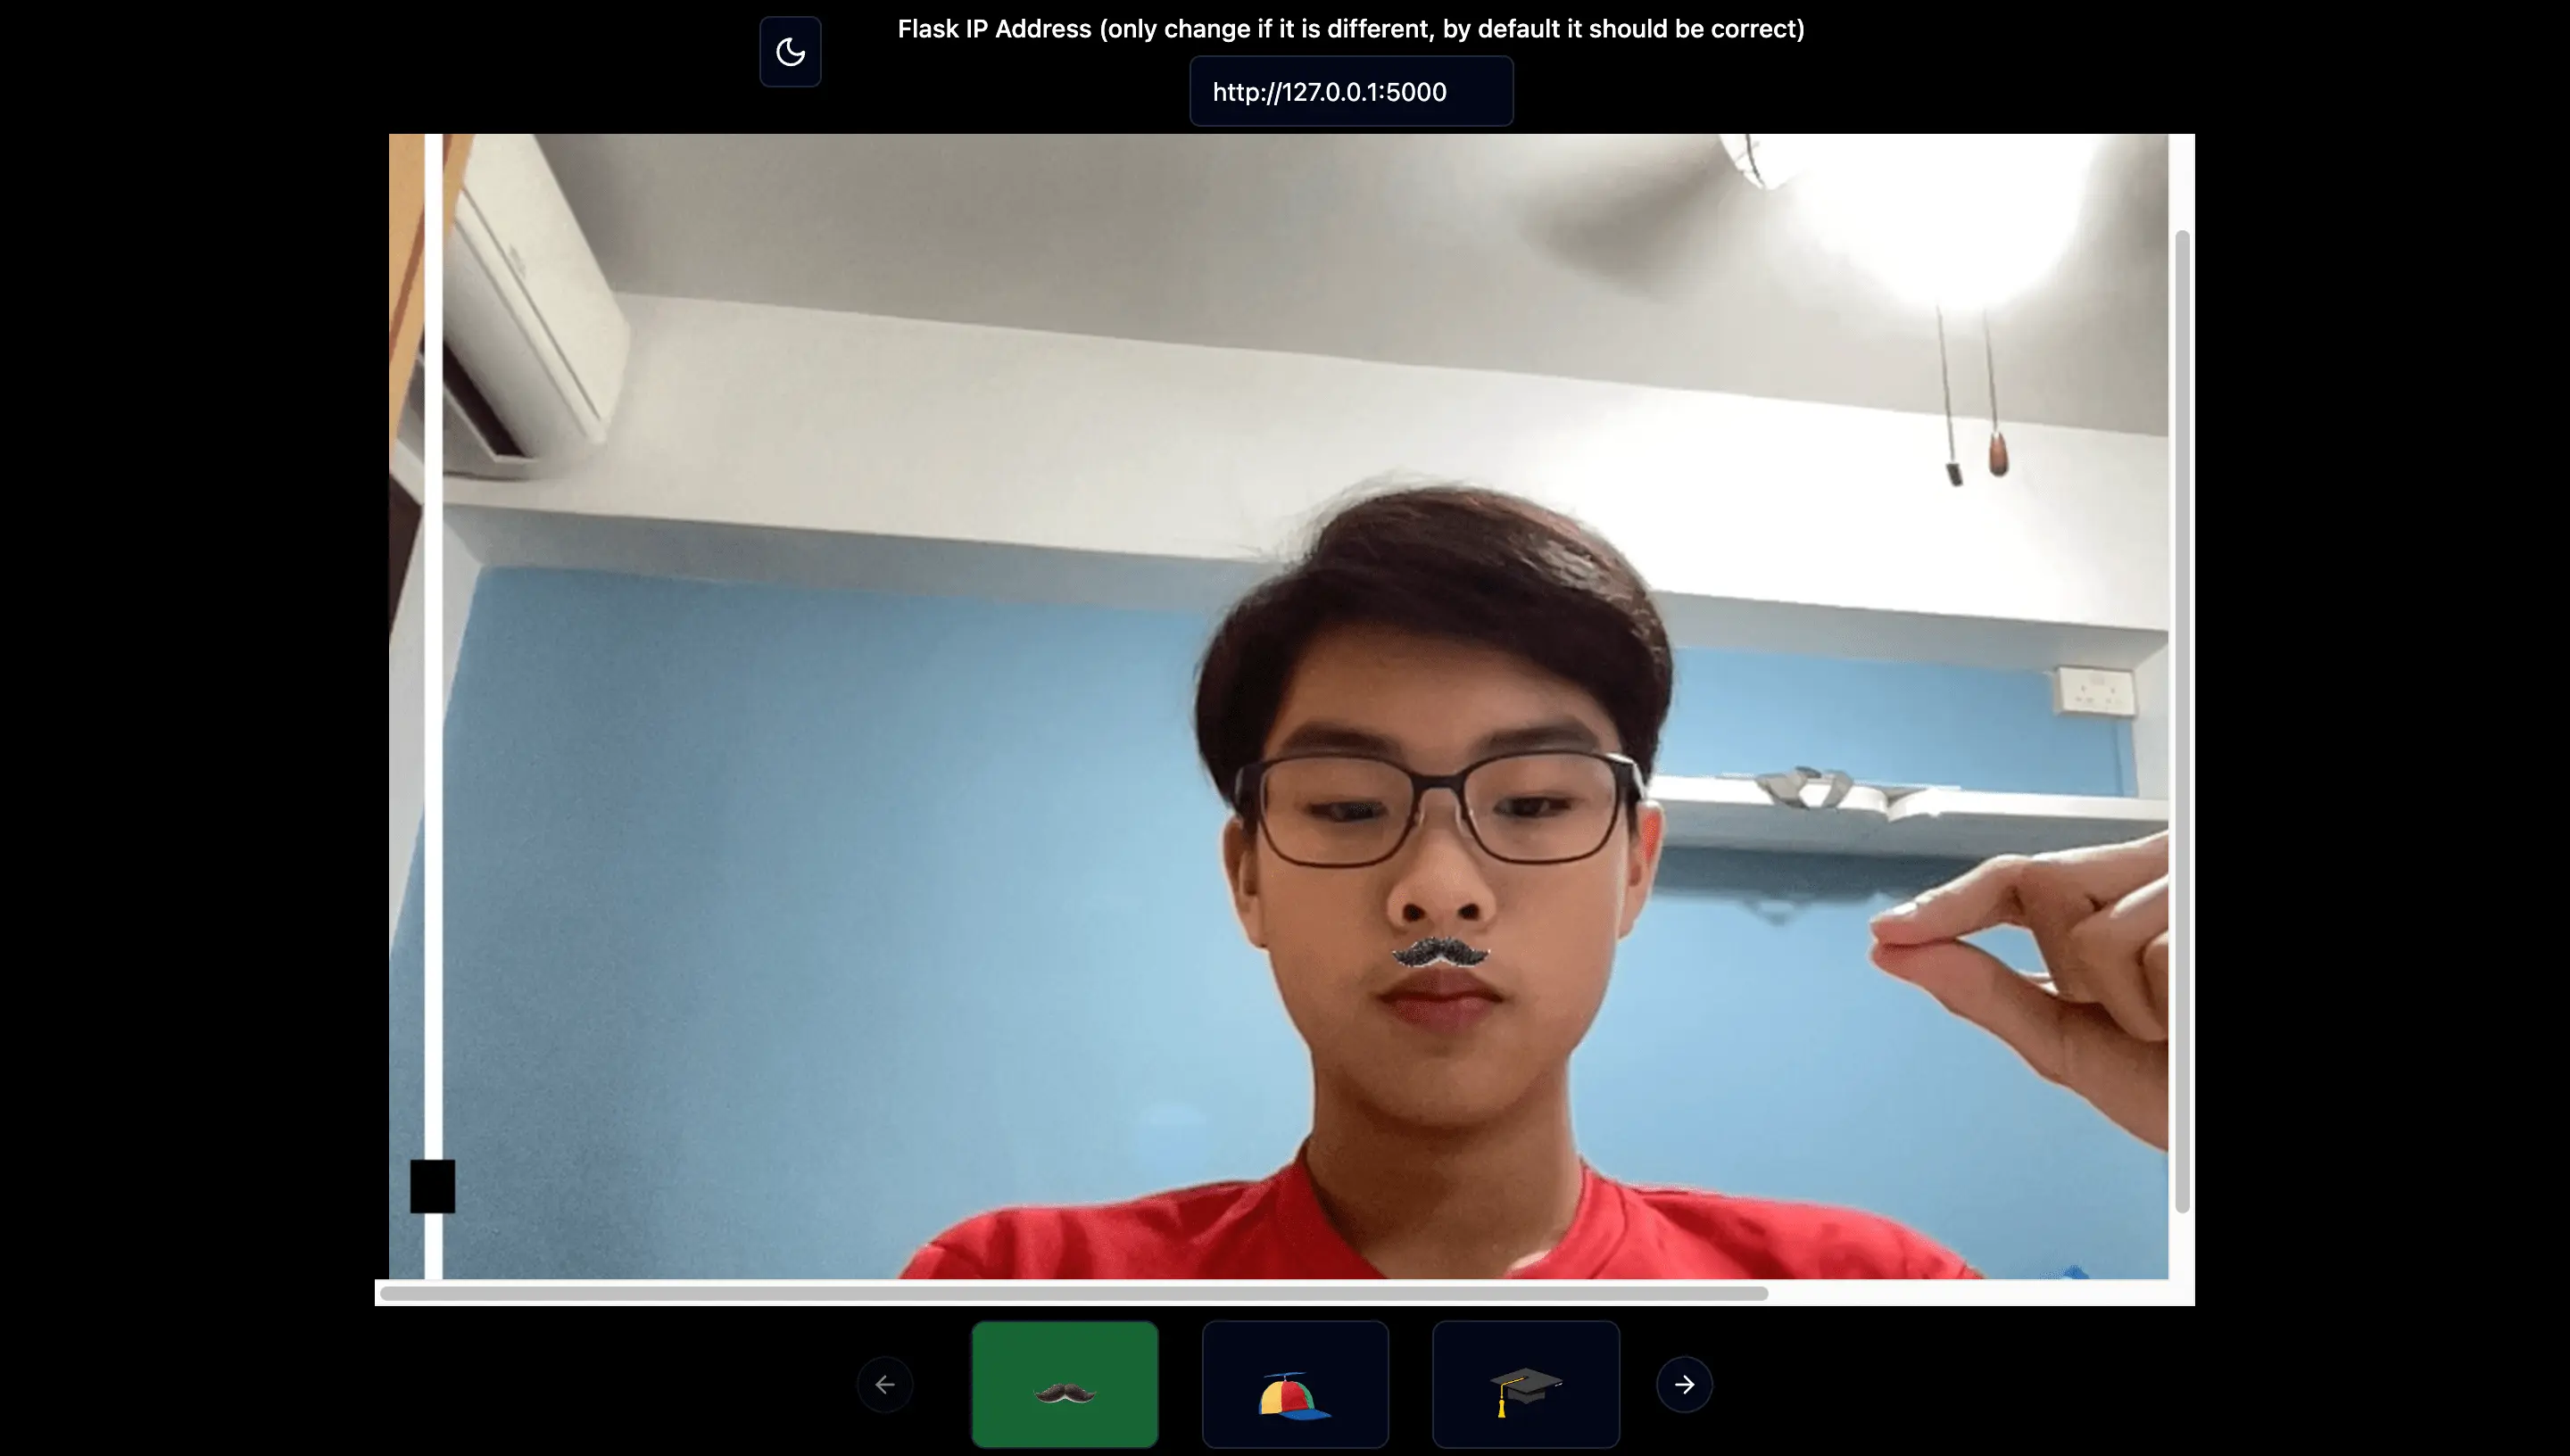 Flask IP Address (only change if it is different, by default it should be correct)
http://127.0.0.1:5000